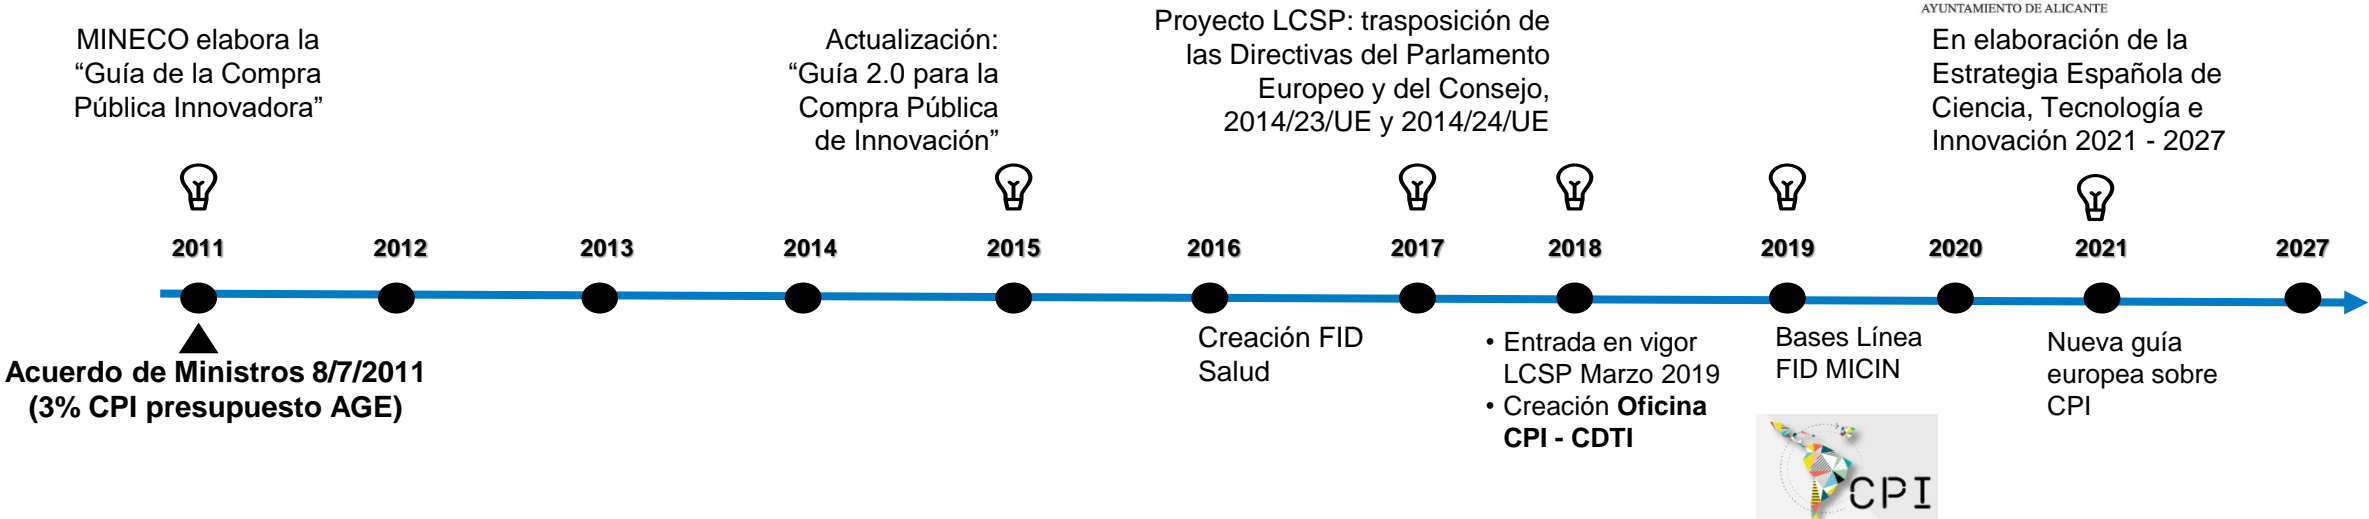 AYUNTAMIENTO DE ALICANTE
MINECO elabora la
“Guía de la Compra
Pública Innovadora”
Actualización:
“Guía 2.0 para la
Compra Pública
de Innovación”
Proyecto LCSP: trasposición de
las Directivas del Parlamento
Europeo y del Consejo,
2014/23/UE y 2014/24/UE
En elaboración de la
Estrategia Española de
Ciencia, Tecnología e
Innovación 2021 - 2027
2011 2012 2013 2014 2015 2016 2017 2018 2019 2020 2021 2027
Acuerdo de Ministros 8/7/2011
(3% CPI presupuesto AGE)
Creación FID
Salud
• Entrada en vigor
LCSP Marzo 2019
• Creación Oficina
CPI - CDTI
Bases Línea
FID MICIN
CPI
Nueva guía
europea sobre
CPI